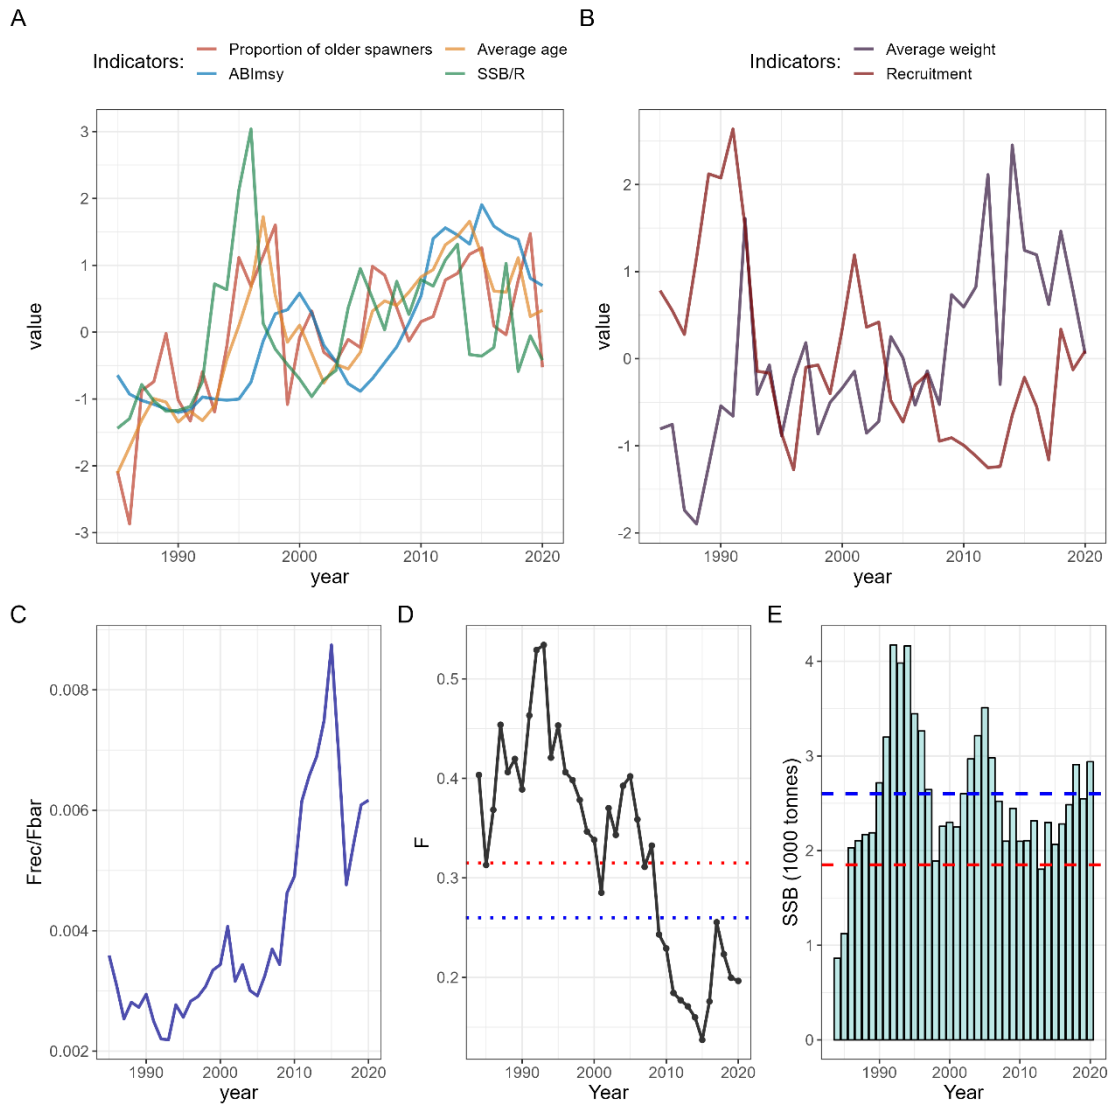 A
Indicators:
Proportion of older spawners
Average age
ABImsy
SSB/R
value
3
2
1
0
-1
-2
-3
1990
2000
2010
2020
year
B
Indicators:
Average weight
Recruitment
value
2
1
0
-1
-2
1990
2000
2010
2020
year
C
Frec/Fbar
0.008
0.006
0.004
0.002
1990
2000
2010
2020
year
D
F
0.5
0.4
0.3
0.2
1990
2000
2010
2020
Year
E
SSB (1000 tonnes)
4
3
2
1
0
1990
2000
2010
2020
Year